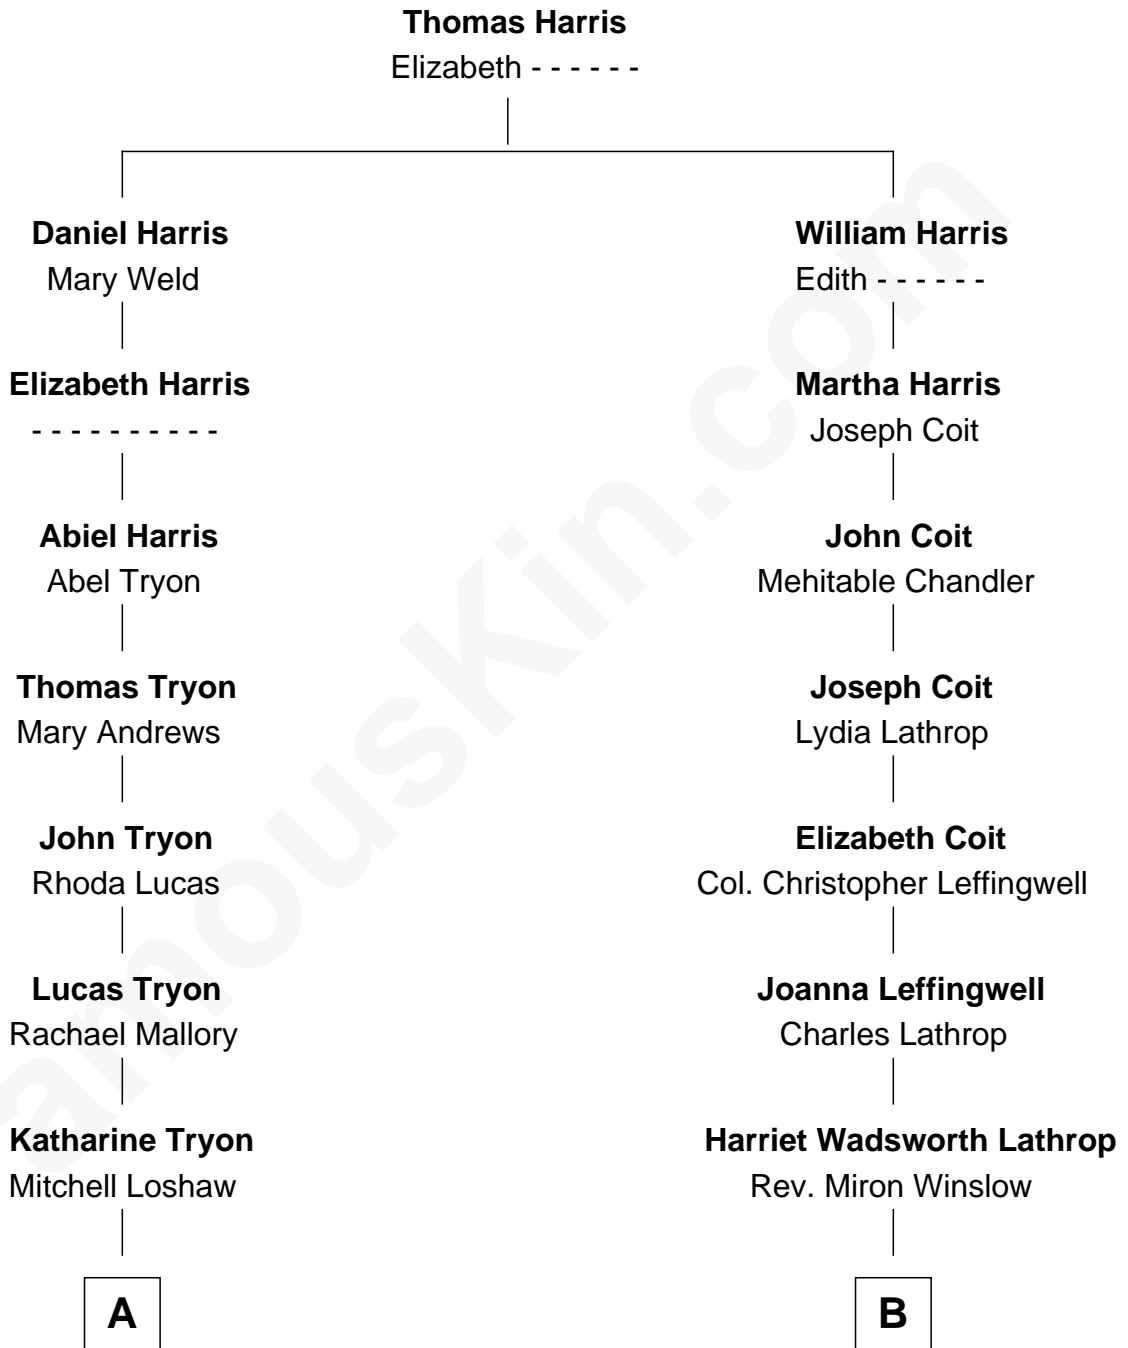 Thomas Harris
Elizabeth - - - - - -
Daniel Harris
Mary Weld
William Harris
Edith - - - - - -
Elizabeth Harris
- - - - - - - - - -
Martha Harris
Joseph Coit
Abiel Harris
Abel Tryon
John Coit
Mehitable Chandler
Thomas Tryon
Mary Andrews
Joseph Coit
Lydia Lathrop
John Tryon
Rhoda Lucas
Elizabeth Coit
Col. Christopher Leffingwell
Lucas Tryon
Rachael Mallory
Joanna Leffingwell
Charles Lathrop
Katharine Tryon
Mitchell Loshaw
Harriet Wadsworth Lathrop
Rev. Miron Winslow
A
B
amousKin.com